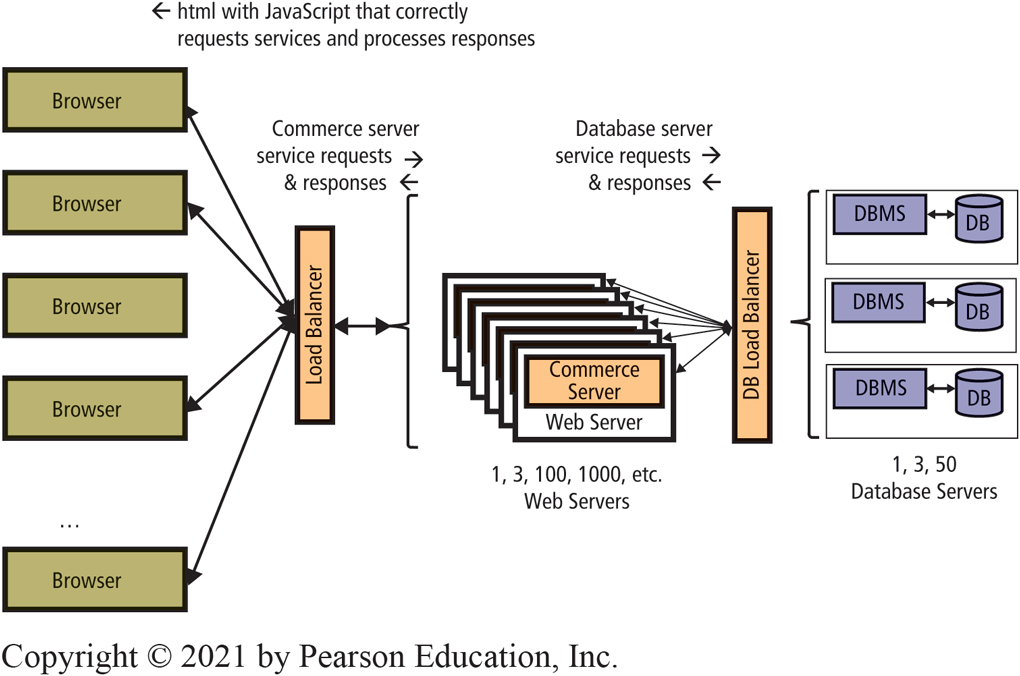 ← html with JavaScript that correctly
requests services and processes responses
Browser
Browser
Browser
Browser
...
Browser
Commerce server
service requests →
& responses ←
Load Balancer
Commerce
Server
Web Server
1, 3, 100, 1000, etc.
Web Servers
Database server
service requests →
& responses ←
DB Load Balancer
DBMS
DB
DBMS
DB
DBMS
DB
1, 3, 50
Database Servers
Copyright © 2021 by Pearson Education, Inc.